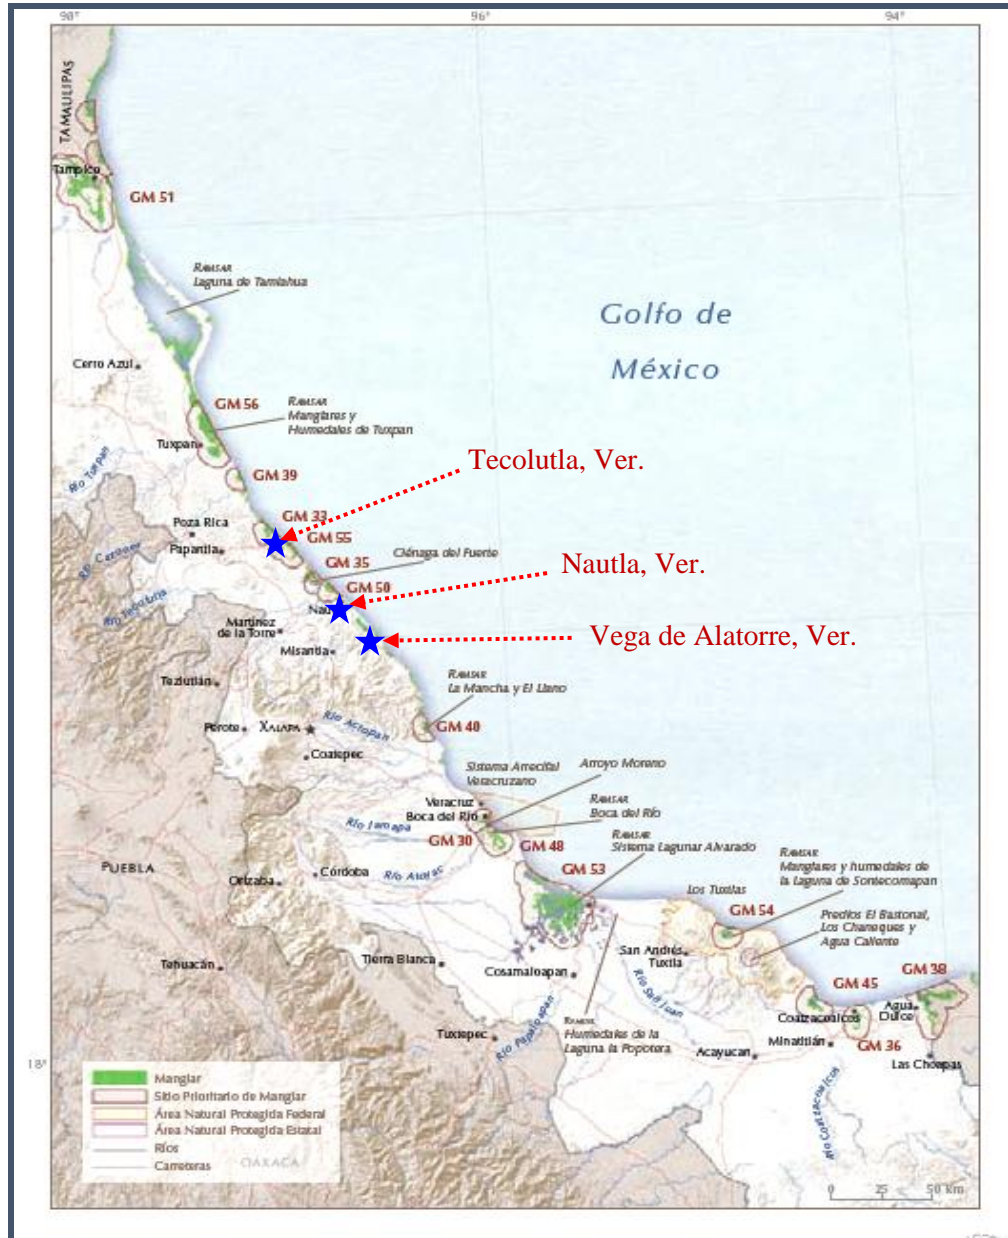 98°
96°
94°
TAMAULIPAS
Tampico
GM 51
RAMSAR
Laguna de Tamiahua
Golfo de
México
Cerro Azul
GM 56
RAMSAR
Manglares y
Humedales de Tuxpan
Tuxpan
Río Tuxpan
GM 39
Tecolutla, Ver.
GM 33
Poza Rica
GM 55
Papantla
Ciénaga del Fuerte
GM 35
Nautla, Ver.
GM 50
Nau
Martínez
de la Torre
Misantla
Vega de Alatorre, Ver.
Teziutlán
RAMSAR
La Mancha y El Llano
GM 40
Perote
XALAPA
Río Actopan
Coatepec
Sistema Arrecifal
Veracruzano
Arroyo Moreno
Veracruz
Boca del Río
RAMSAR
Boca del Río
Río Jamapa
GM 30
GM 48
RAMSAR
Sistema Lagunar Alvarado
GM 53
PUEBLA
Orizaba
Córdoba
Río Atoyac
RAMSAR
Manglares y humedales de
la Laguna de Sontecomapan
Los Tuxtlas
GM 54
Predios El Bastonal,
Los Chaneques y
Agua Caliente
Tehuacán
Tierra Blanca
Cosamaloapan
San Andrés
Tuxtla
Río San Juan
GM 45
GM 38
Agua
Dulce
Coatzacoalcos
Minatitlán
GM 36
Las Choapas
Tuxtepec
Río Papaloapan
RAMSAR
Humedales de la
Laguna la Popotera
Acayucan
Río Coatzacoalcos
18°
Manglar
Sitio Prioritario de Manglar
Área Natural Protegida Federal
Área Natural Protegida Estatal
Ríos
Carreteras
OAXACA
0 25 50 km